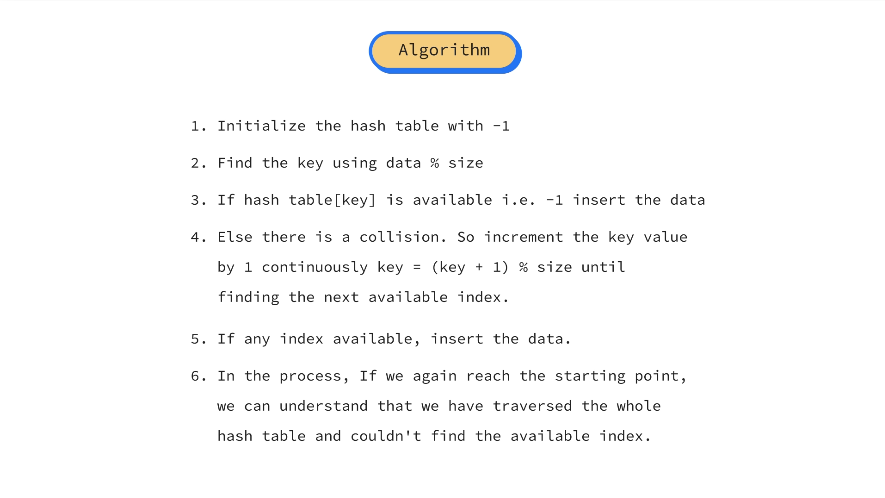 Algorithm
1. Initialize the hash table with -1
2. Find the key using data % size
3. If hash table[key] is available i.e. -1 insert the data
4. Else there is a collision. So increment the key value
by 1 continuously key = (key + 1) % size until
finding the next available index.
5. If any index available, insert the data.
6. In the process, If we again reach the starting point,
we can understand that we have traversed the whole
hash table and couldn't find the available index.